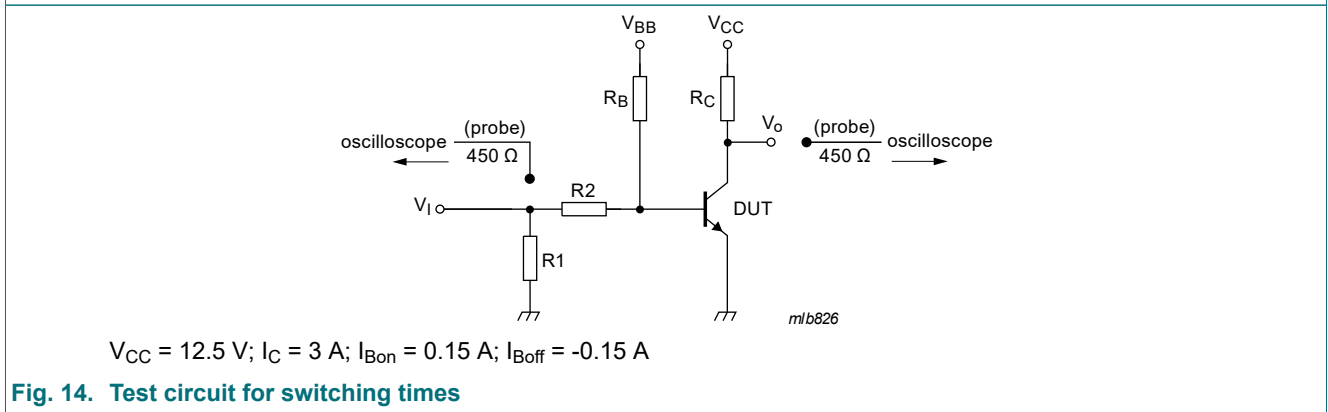 V_BB V_CC
R_B R_C
V_o
(probe) (probe)
oscilloscope 450 Ω 450 Ω oscilloscope
R2
V_I DUT
R1
mlb826
V_CC = 12.5 V; I_C = 3 A; I_Bon = 0.15 A; I_Boff = -0.15 A
Fig. 14. Test circuit for switching times